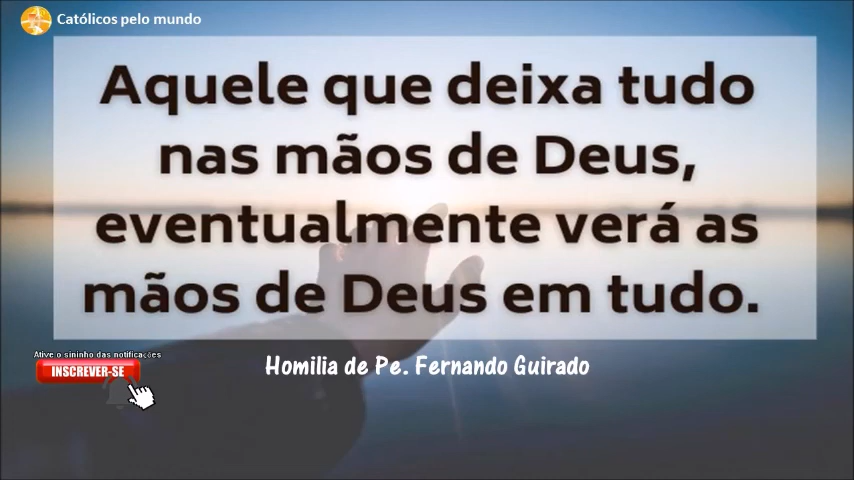 Católicos pelo mundo
Aquele que deixa tudo
nas mãos de Deus,
eventualmente verá as
mãos de Deus em tudo.
Ative o sininho das notificações
INSCREVER-SE
Homilia de Pe. Fernando Guirado